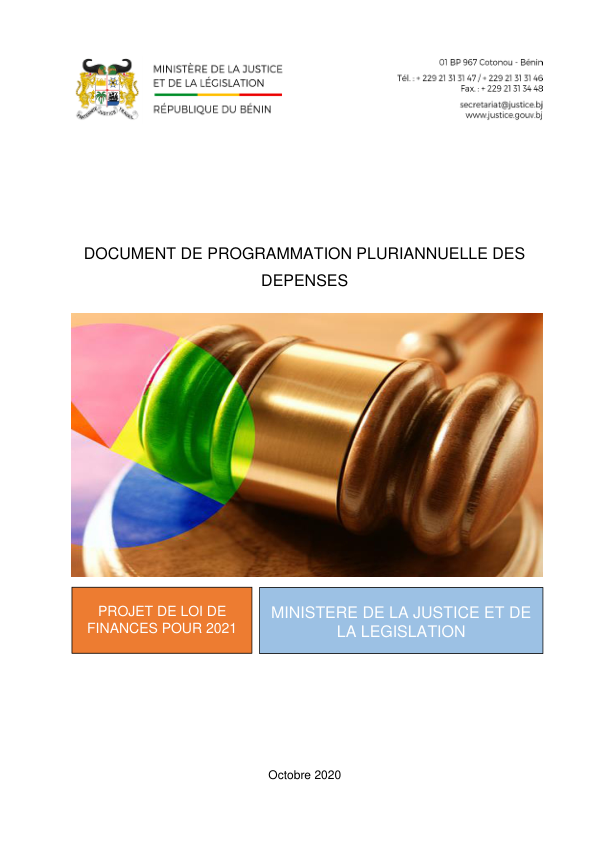 MINISTÈRE DE LA JUSTICE
ET DE LA LÉGISLATION
RÉPUBLIQUE DU BÉNIN
01 BP 967 Cotonou - Bénin
Tél. : + 229 21 31 31 47 / + 229 21 31 31 46
Fax. : + 229 21 31 34 48
secretariat@justice.bj
www.justice.gouv.bj
DOCUMENT DE PROGRAMMATION PLURIANNUELLE DES
DEPENSES
PROJET DE LOI DE
FINANCES POUR 2021
MINISTERE DE LA JUSTICE ET DE
LA LEGISLATION
Octobre 2020